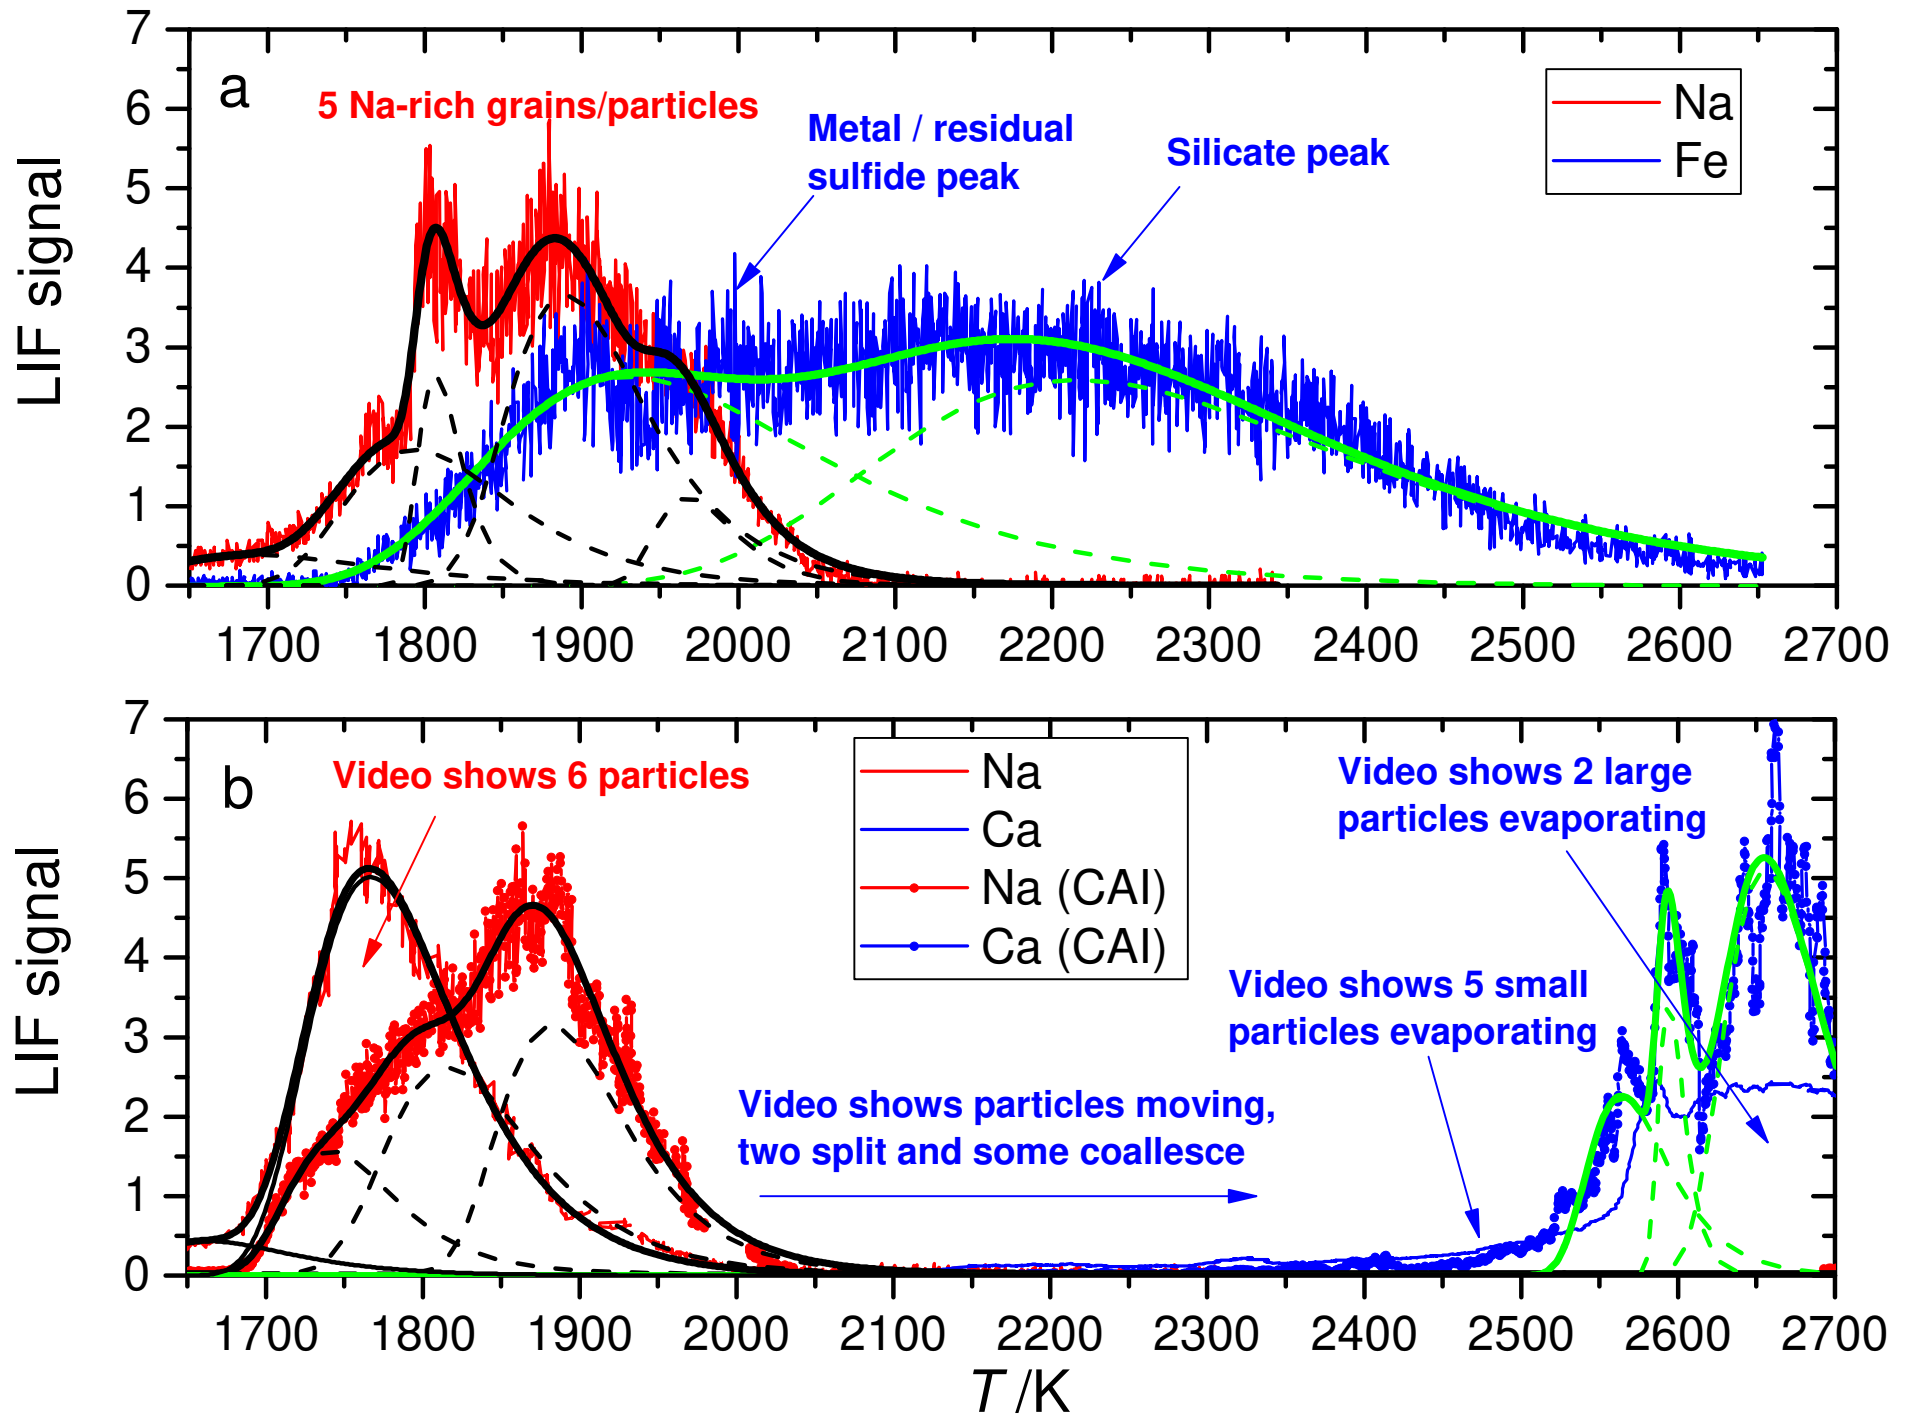 7
6
5
4
3
2
1
0
LIF signal
a
5 Na-rich grains/particles
Metal / residual
sulfide peak
Silicate peak
Na
Fe
1700 1800 1900 2000 2100 2200 2300 2400 2500 2600 2700
7
6
5
4
3
2
1
0
LIF signal
b
Video shows 6 particles
Na
Ca
Na (CAI)
Ca (CAI)
Video shows 2 large
particles evaporating
Video shows 5 small
particles evaporating
Video shows particles moving,
two split and some coallesce
1700 1800 1900 2000 2100 2200 2300 2400 2500 2600 2700
T /K